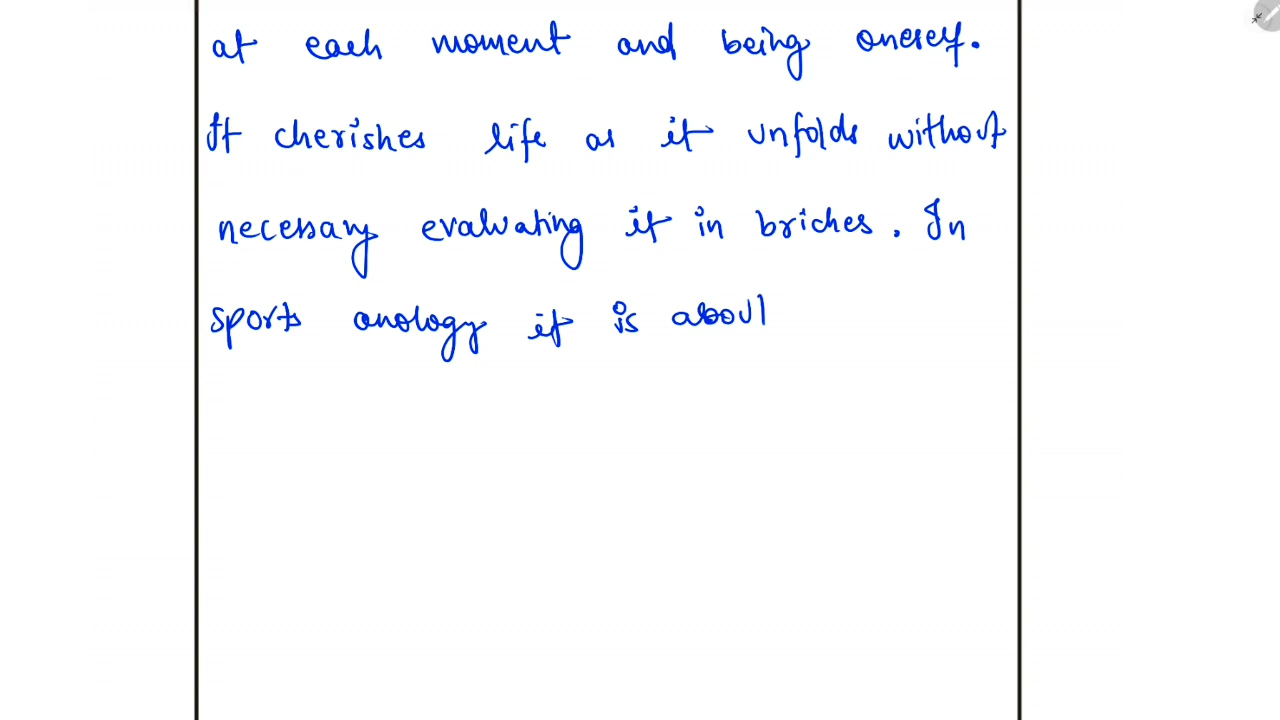 at each moment and being oneself.
It cherishes life as it unfolds without
necessary evaluating it in briches. In
sports anology it is about